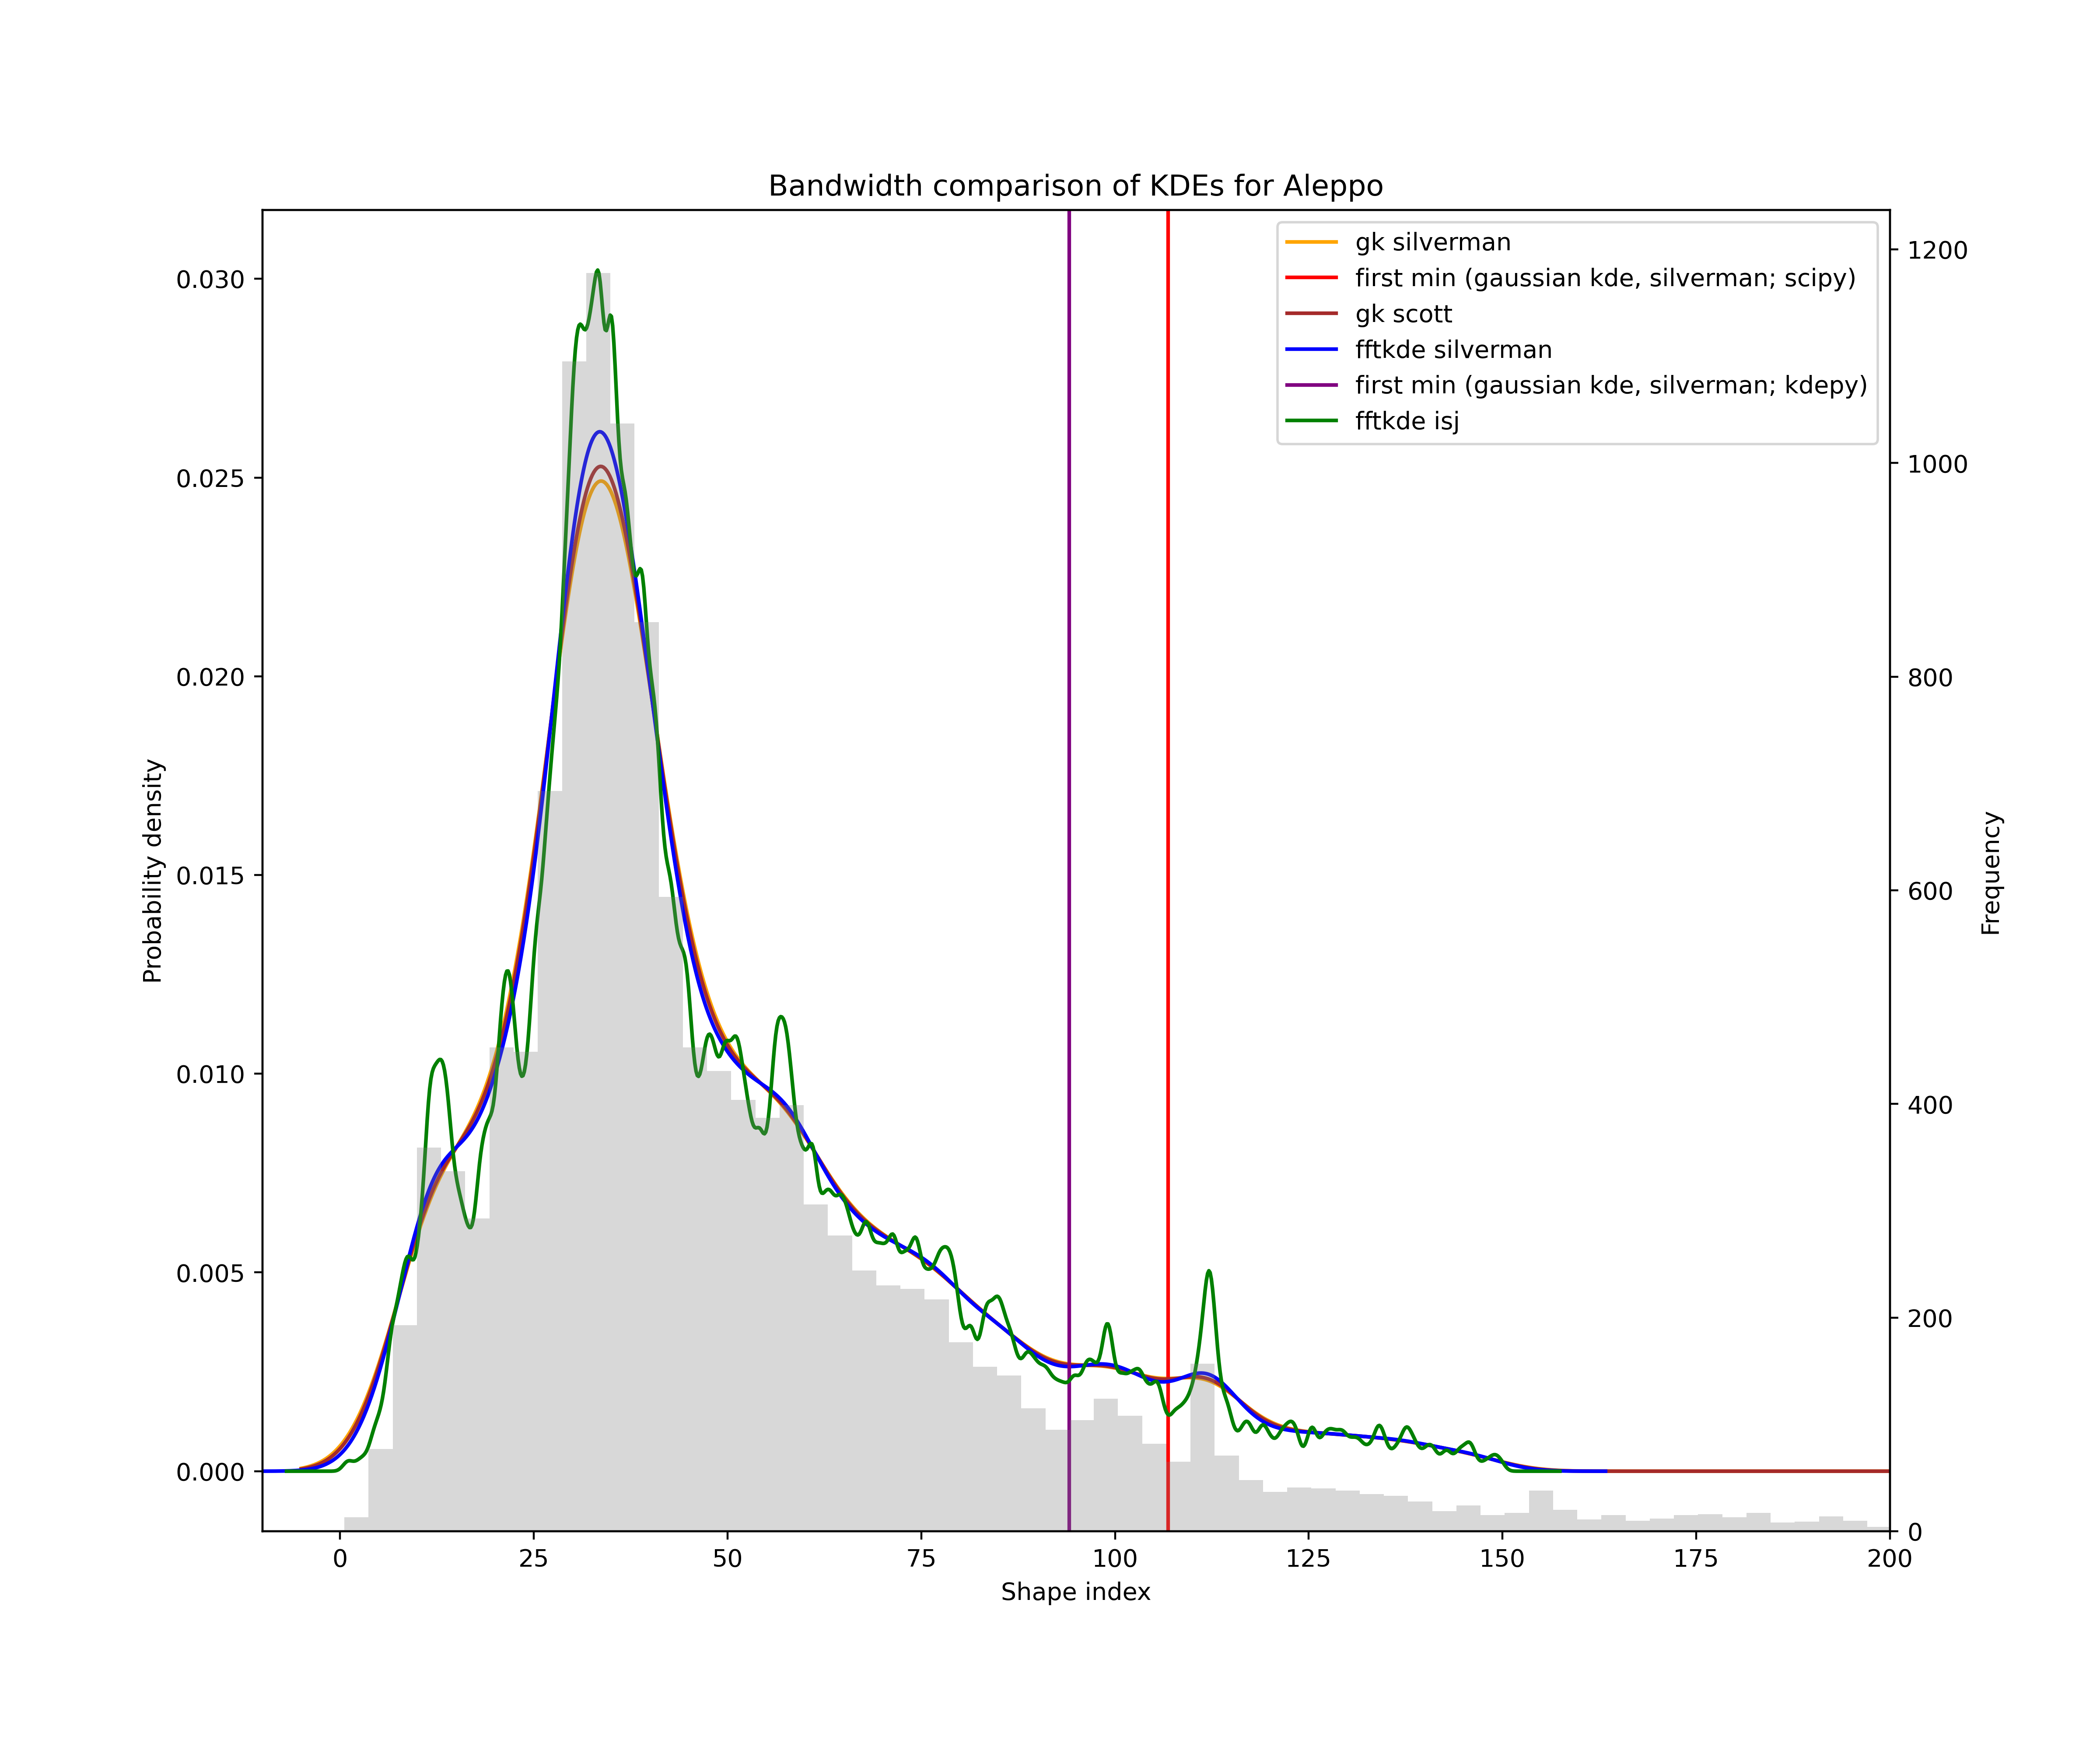 Bandwidth comparison of KDEs for Aleppo
gk silverman
first min (gaussian kde, silverman; scipy)
gk scott
fftkde silverman
first min (gaussian kde, silverman; kdepy)
fftkde isj
0.030
0.025
0.020
0.015
0.010
0.005
0.000
Probability density
1200
1000
800
600
400
200
0
Frequency
0 25 50 75 100 125 150 175 200
Shape index